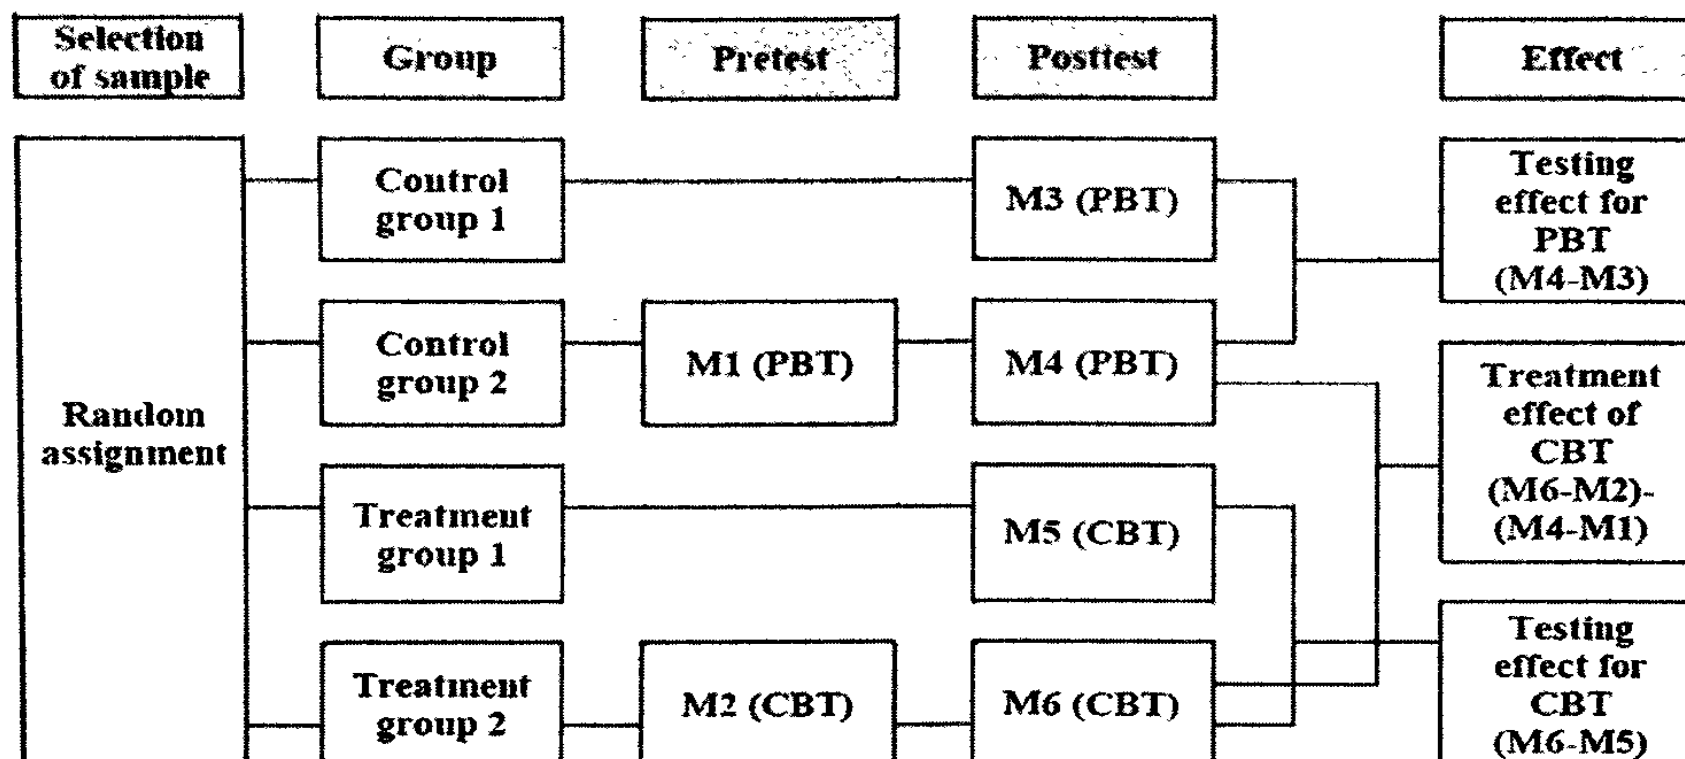 Selection
of sample
Group
Pretest
Posttest
Effect
Random
assignment
Control
group 1
M3 (PBT)
Testing
effect for
PBT
(M4-M3)
Control
group 2
M1 (PBT)
M4 (PBT)
Treatment
effect of
CBT
(M6-M2)-
(M4-M1)
Treatment
group 1
M5 (CBT)
Treatment
group 2
M2 (CBT)
M6 (CBT)
Testing
effect for
CBT
(M6-M5)